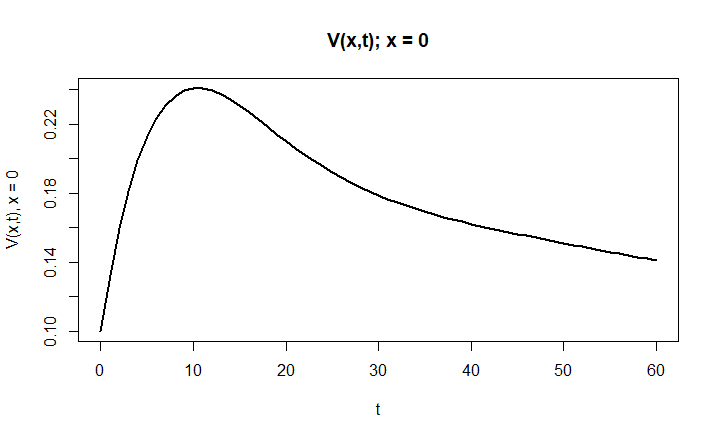 V(x,t); x = 0
V(x,t), x = 0
0.22
0.18
0.14
0.10
0 10 20 30 40 50 60
t